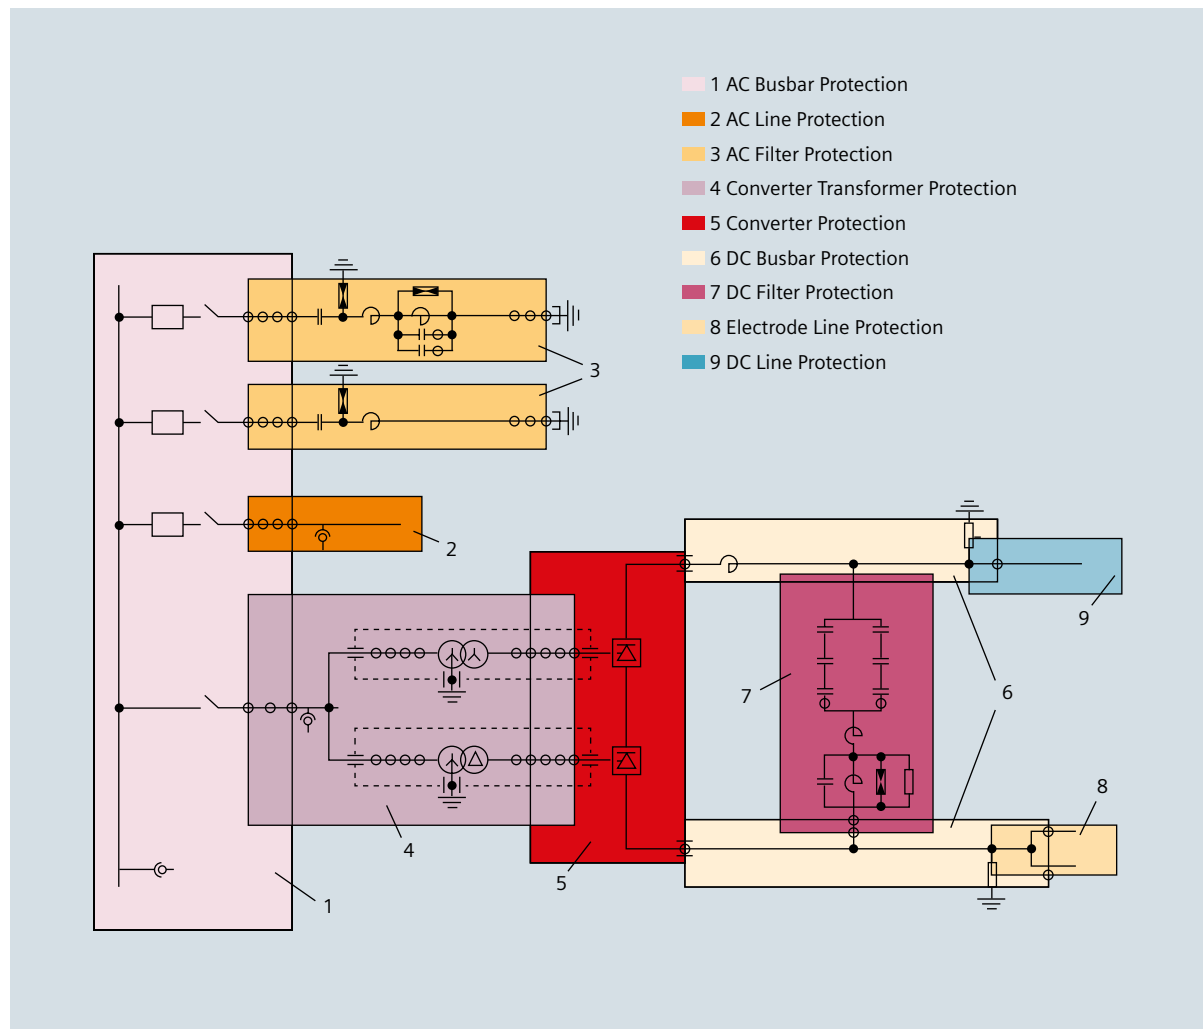 1 AC Busbar Protection
2 AC Line Protection
3 AC Filter Protection
4 Converter Transformer Protection
5 Converter Protection
6 DC Busbar Protection
7 DC Filter Protection
8 Electrode Line Protection
9 DC Line Protection
3
2
9
7
6
8
4
5
1